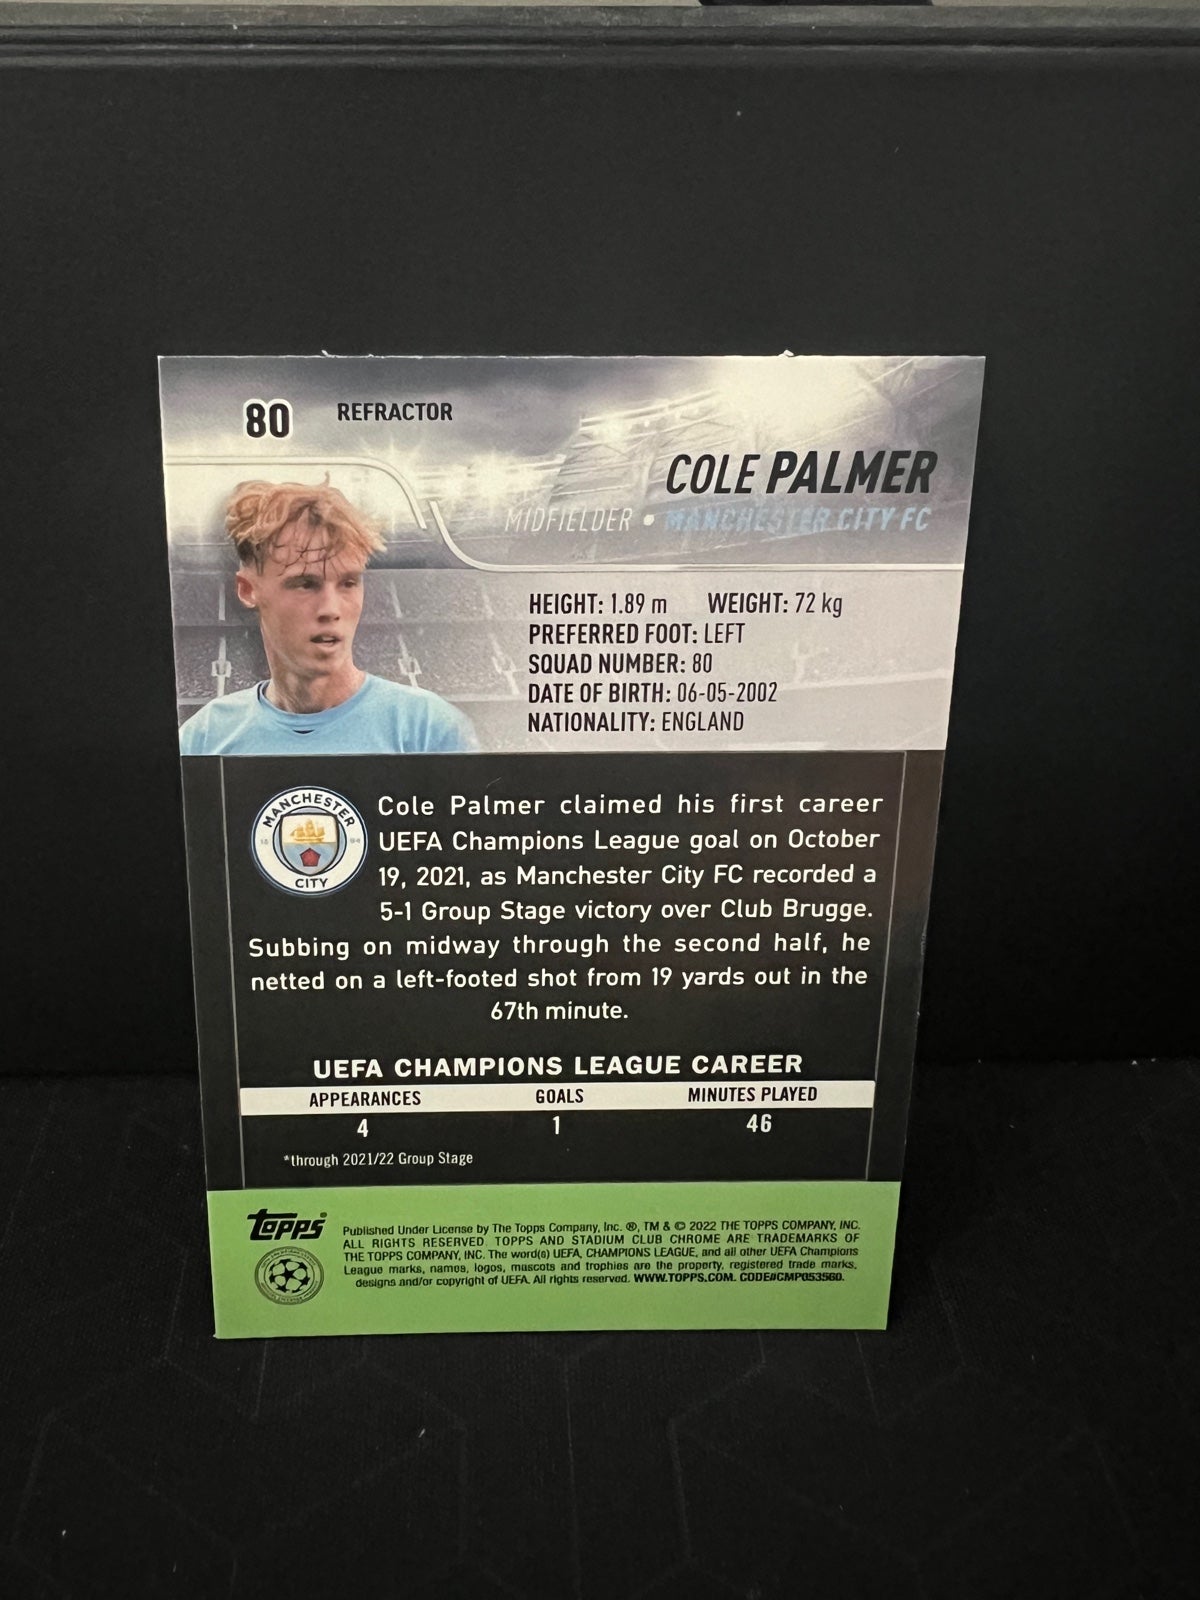 80 REFRACTOR
COLE PALMER
MIDFIELDER • MANCHESTER CITY FC
HEIGHT: 1.89 m WEIGHT: 72 kg
PREFERRED FOOT: LEFT
SQUAD NUMBER: 80
DATE OF BIRTH: 06-05-2002
NATIONALITY: ENGLAND
MANCHESTER
18 94
CITY
Cole Palmer claimed his first career
UEFA Champions League goal on October
19, 2021, as Manchester City FC recorded a
5-1 Group Stage victory over Club Brugge.
Subbing on midway through the second half, he
netted on a left-footed shot from 19 yards out in the
67th minute.
UEFA CHAMPIONS LEAGUE CAREER
APPEARANCES GOALS MINUTES PLAYED
4 1 46
*through 2021/22 Group Stage
topps
Published Under License by The Topps Company, Inc. ®, TM & © 2022 THE TOPPS COMPANY, INC.
ALL RIGHTS RESERVED. TOPPS AND STADIUM CLUB CHROME ARE TRADEMARKS OF
THE TOPPS COMPANY, INC. The word(s) UEFA, CHAMPIONS LEAGUE, and all other UEFA Champions
League marks, names, logos, mascots and trophies are the property, registered trade marks,
designs and/or copyright of UEFA. All rights reserved. WWW.TOPPS.COM. CODE#CMP053560.